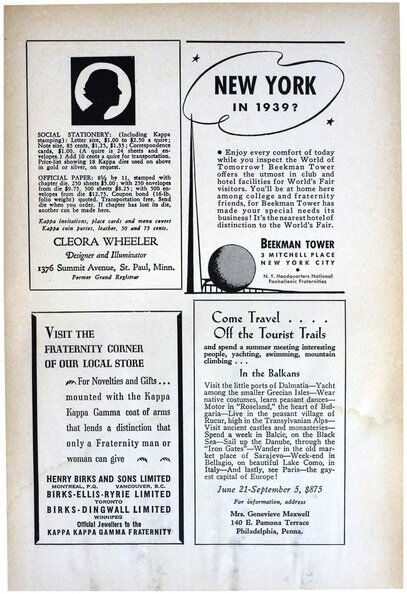 SOCIAL STATIONERY: (Including Kappa
stamping): Letter size, $1.00 to $2.50 a quire;
Note size, 85 cents, $1.25, $1.35; Correspondence
cards, $1.00. (A quire is 24 sheets and en-
velopes.) Add 10 cents a quire for transportation.
Price-list showing 18 Kappa dies used on above
in gold or silver, on request.
OFFICIAL PAPER: 8½ by 11, stamped with
chapter die, 250 sheets $5.00; with 250 envelopes
from die $9.75, 500 sheets $8.25; with 500 en-
velopes from die $12.75. Coupon bond (16-lb.
folio weight) quoted. Transportation free. Send
die when you order. If chapter has lost its die,
another can be made here.
Kappa invitations, place cards and menu covers
Kappa coin purses, leather, 50 and 75 cents.
CLEORA WHEELER
Designer and Illuminator
1376 Summit Avenue, St. Paul, Minn.
Former Grand Registrar
NEW YORK
IN 1939?
• Enjoy every comfort of today
while you inspect the World of
Tomorrow! Beekman Tower
offers the utmost in club and
hotel facilities for World's Fair
visitors. You'll be at home here
among college and fraternity
friends, for Beekman Tower has
made your special needs its
business! It's the nearest hotel of
distinction to the World's Fair.
BEEKMAN TOWER
3 MITCHELL PLACE
NEW YORK CITY
•
N. Y. Headquarters National
Panhellenic Fraternities
VISIT THE
FRATERNITY CORNER
OF OUR LOCAL STORE
For Novelties and Gifts...
mounted with the Kappa
Kappa Gamma coat of arms
that lends a distinction that
only a Fraternity man or
woman can give
HENRY BIRKS AND SONS LIMITED
MONTREAL, P.Q. VANCOUVER, B.C.
BIRKS-ELLIS-RYRIE LIMITED
TORONTO
BIRKS-DINGWALL LIMITED
WINNIPEG
Official Jewellers to the
KAPPA KAPPA GAMMA FRATERNITY
Come Travel . . . .
Off the Tourist Trails
and spend a summer meeting interesting
people, yachting, swimming, mountain
climbing . . .
In the Balkans
Visit the little ports of Dalmatia—Yacht
among the smaller Grecian Isles—Wear
native costumes, learn peasant dances—
Motor in "Roseland," the heart of Bul-
garia—Live in the peasant village of
Rucur, high in the Transylvanian Alps—
Visit ancient castles and monasteries—
Spend a week in Balcic, on the Black
Sea—Sail up the Danube, through the
"Iron Gates"—Wander in the old mar-
ket place of Sarajevo—Week-end in
Bellagio, on beautiful Lake Como, in
Italy—And lastly, see Paris—the gay-
est capital of Europe!
June 21-September 5, $875
For information, address
Mrs. Genevieve Maxwell
140 E. Pamona Terrace
Philadelphia, Penna.